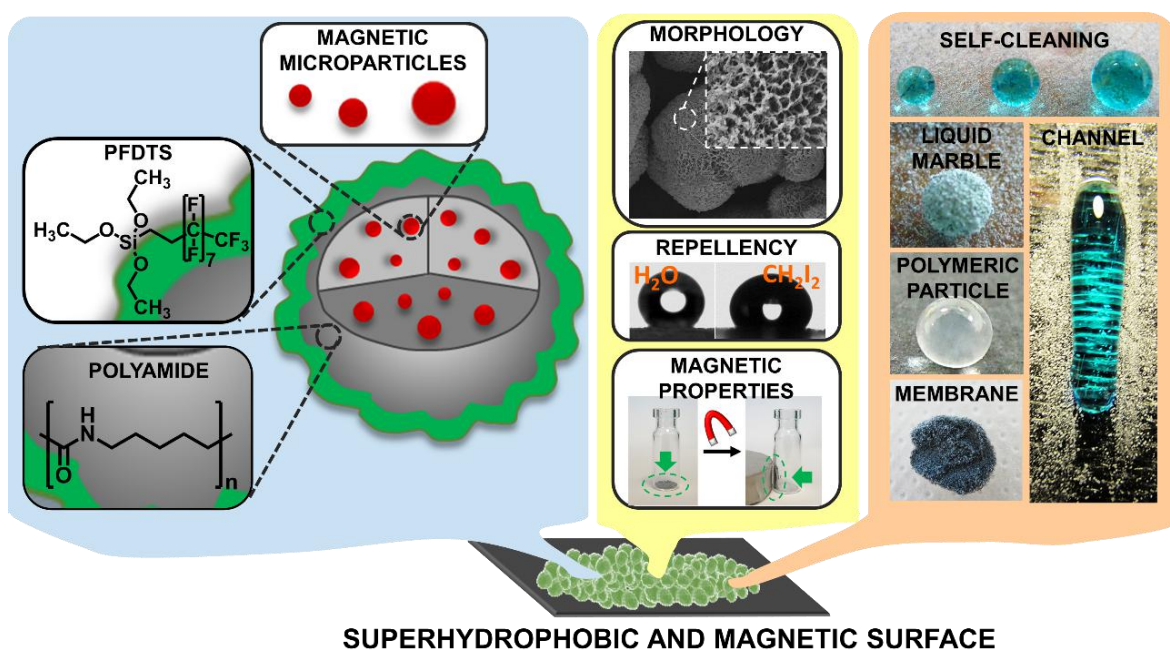 MAGNETIC
MICROPARTICLES
PFDTS
CH₃
H₃C
O
O
Si
O
CH₃
F
C
F
7
CF₃
POLYAMIDE
H
N
O
n
MORPHOLOGY
REPELLENCY
H₂O
CH₂I₂
MAGNETIC
PROPERTIES
SELF-CLEANING
LIQUID
MARBLE
CHANNEL
POLYMERIC
PARTICLE
MEMBRANE
SUPERHYDROPHOBIC AND MAGNETIC SURFACE